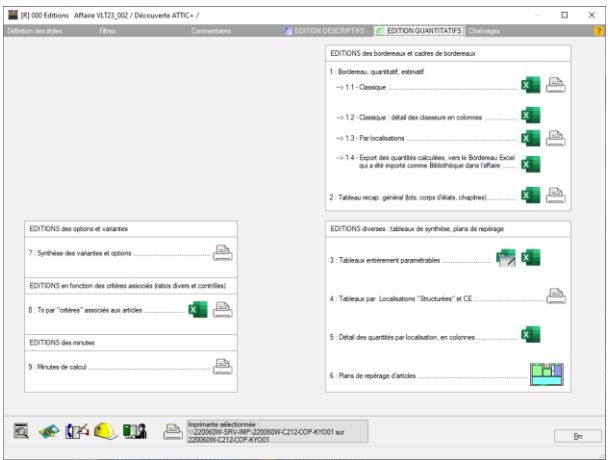 [R] 000 Editions Affaire VLT23_002 / Découverte ATTIC+ /
Définition des styles Filtres Commentaires EDITION DESCRIPTIFS EDITION QUANTITATIFS Chaînages ?
EDITIONS des bordereaux et cadres de bordereaux
1 : Bordereau, quantitatif, estimatif
--> 1.1 - Classique
--> 1.2 - Classique : détail des classeurs en colonnes
--> 1.3 - Par localisations
--> 1.4 - Export des quantités calculées, vers le Bordereau Excel
qui a été importé comme Bibliothèque dans l'affaire
2 : Tableau recap. général (lots, corps d'états, chapitres)
EDITIONS des options et variantes
7 : Synthèse des variantes et options
EDITIONS en fonction des critères associés (ratios divers et contrôles)
8 : Tri par "critères" associés aux articles
EDITIONS des minutes
9 : Minutes de calcul
EDITIONS diverses : tableaux de synthèse, plans de repérage
3 : Tableaux entièrement paramétrables
4 : Tableaux par Localisations "Structurées" et CE
5 : Détail des quantités par localisation, en colonnes
6 : Plans de repérage d'articles
Imprimante sélectionnée :
\\220060W-SRV-IMP\220060W-C212-COP-KYO01 sur
220060W-C212-COP-KYO01
Fin